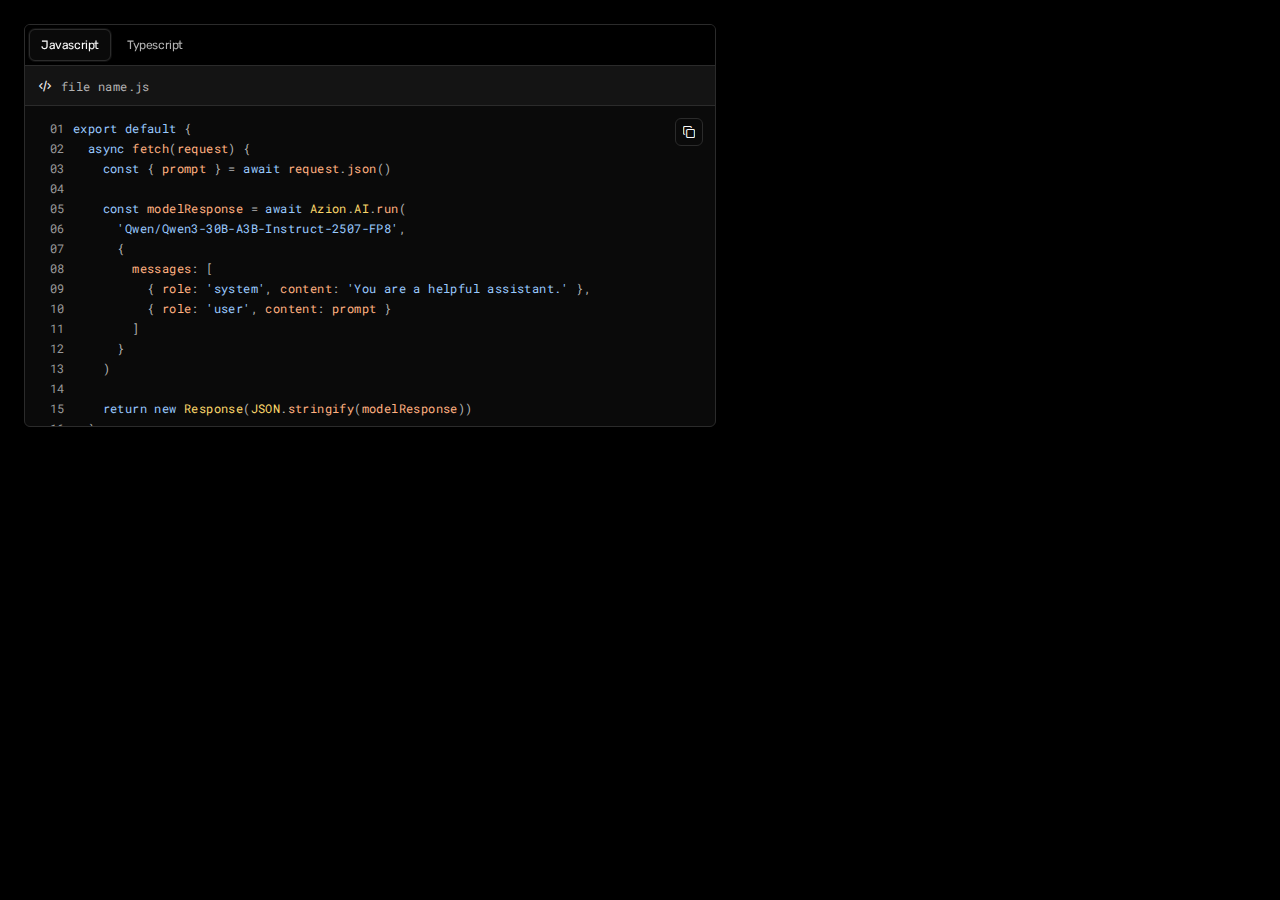 Javascript Typescript
file name.js
01 export default {
02   async fetch(request) {
03     const { prompt } = await request.json()
04
05     const modelResponse = await Azion.AI.run(
06       'Qwen/Qwen3-30B-A3B-Instruct-2507-FP8',
07       {
08         messages: [
09           { role: 'system', content: 'You are a helpful assistant.' },
10           { role: 'user', content: prompt }
11         ]
12       }
13     )
14
15     return new Response(JSON.stringify(modelResponse))